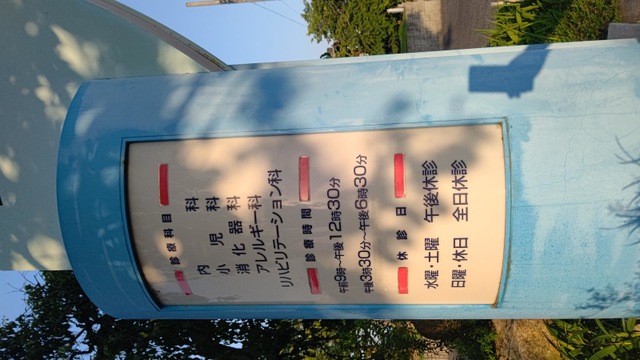 診療科目
内科
小児科
消化器科
アレルギー科
リハビリテーション科
診療時間
午前9時~午後12時30分
午後3時30分~午後6時30分
休診日
水曜・土曜 午後休診
日曜・休日 全日休診